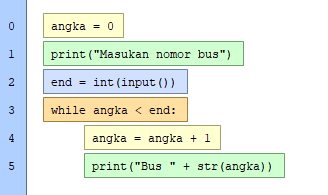 0 angka = 0
1 print("Masukan nomor bus")
2 end = int(input())
3 while angka < end:
4 angka = angka + 1
5 print("Bus " + str(angka))